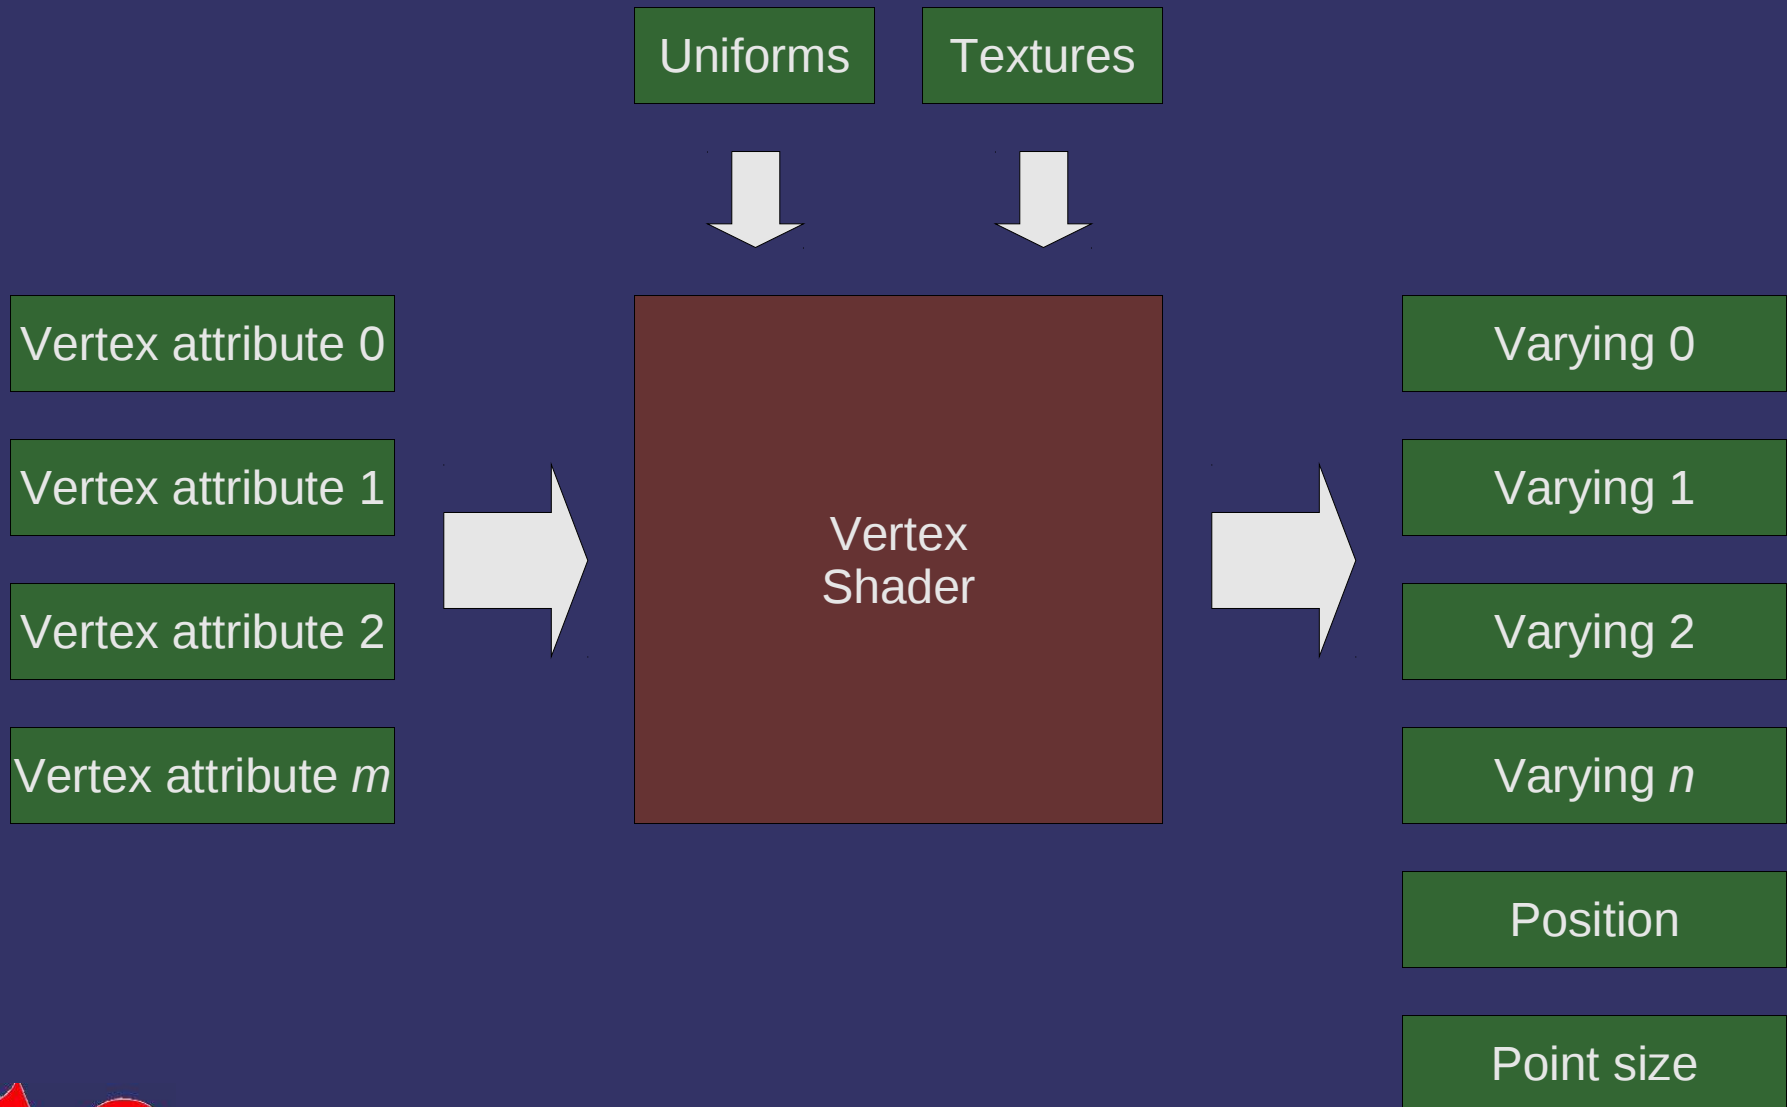 Uniforms
Textures
Vertex attribute 0
Vertex attribute 1
Vertex attribute 2
Vertex attribute m
Vertex
Shader
Varying 0
Varying 1
Varying 2
Varying n
Position
Point size